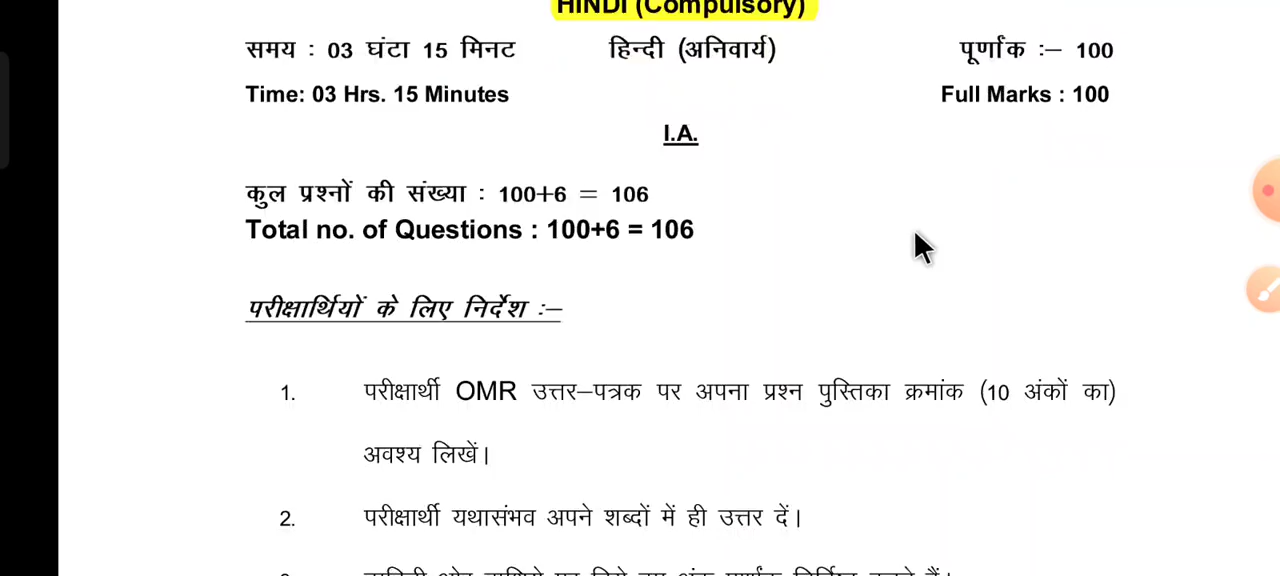 HINDI (Compulsory)
समय : 03 घंटा 15 मिनट हिन्दी (अनिवार्य) पूर्णांक :– 100
Time: 03 Hrs. 15 Minutes Full Marks : 100
I.A.
कुल प्रश्नों की संख्या : 100+6 = 106
Total no. of Questions : 100+6 = 106
परीक्षार्थियों के लिए निर्देश :–
1. परीक्षार्थी OMR उत्तर–पत्रक पर अपना प्रश्न पुस्तिका क्रमांक (10 अंकों का)
अवश्य लिखें।
2. परीक्षार्थी यथासंभव अपने शब्दों में ही उत्तर दें।